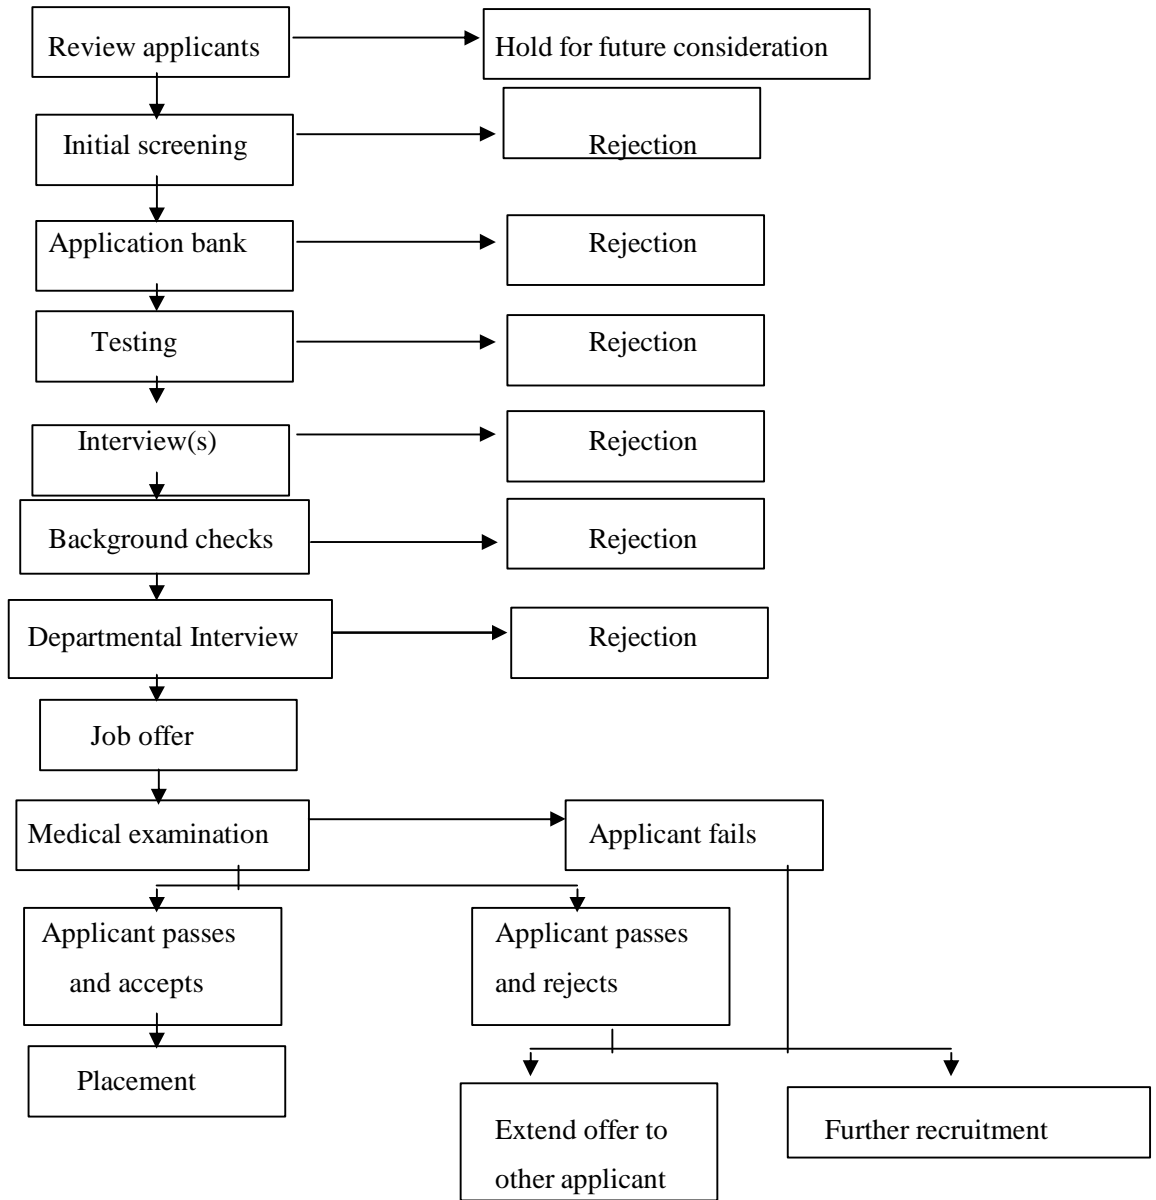 Review applicants
Hold for future consideration
Initial screening
Rejection
Application bank
Rejection
Testing
Rejection
Interview(s)
Rejection
Background checks
Rejection
Departmental Interview
Rejection
Job offer
Medical examination
Applicant fails
Applicant passes
and accepts
Applicant passes
and rejects
Placement
Extend offer to
other applicant
Further recruitment